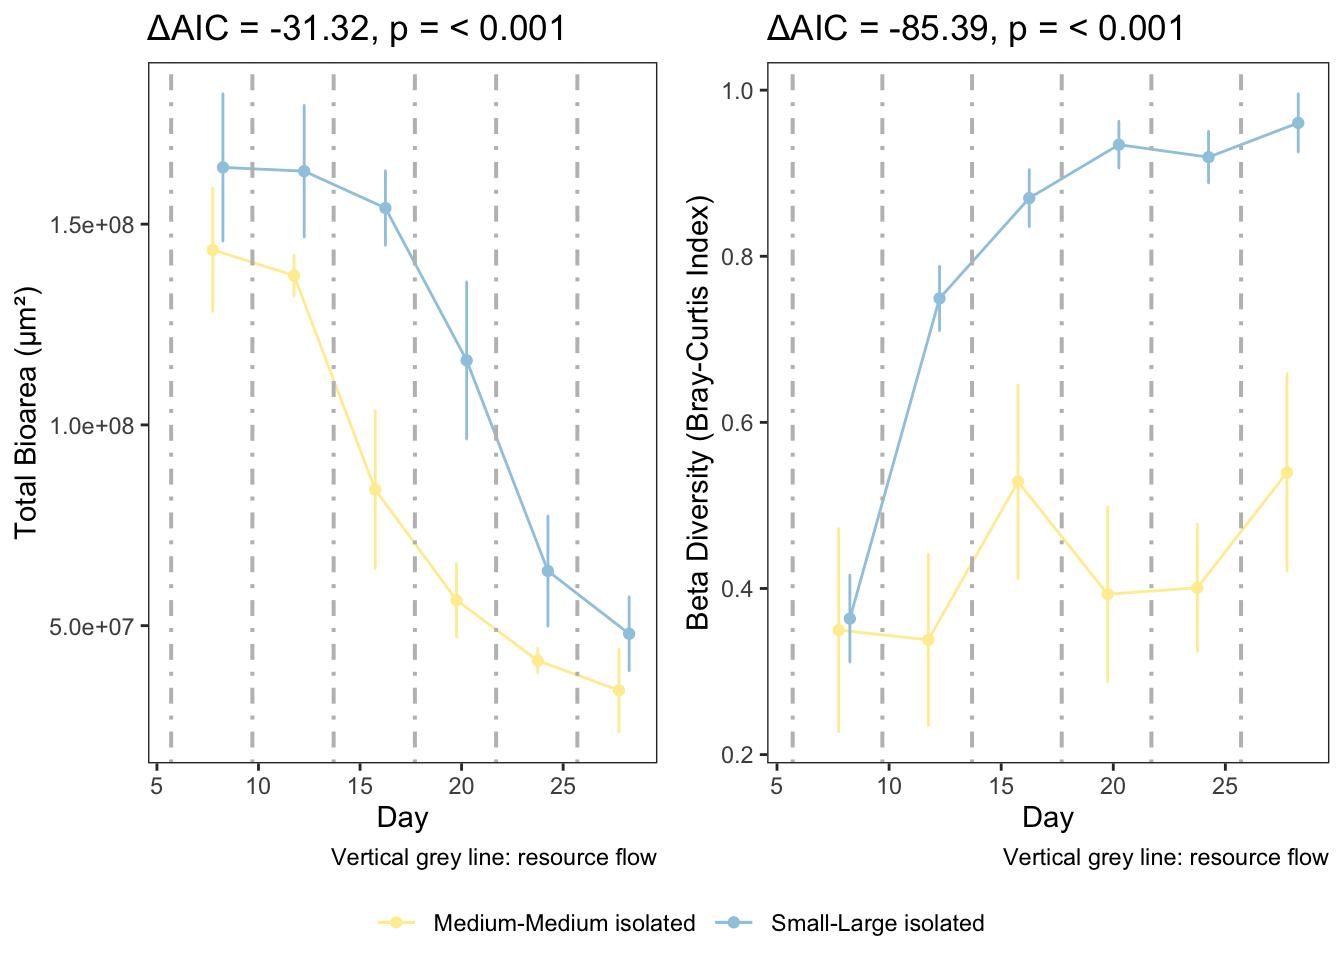 ΔAIC = -31.32, p = < 0.001
ΔAIC = -85.39, p = < 0.001
Total Bioarea (μm²)
1.5e+08
1.0e+08
5.0e+07
5
10
15
20
25
Day
Vertical grey line: resource flow
Beta Diversity (Bray-Curtis Index)
1.0
0.8
0.6
0.4
0.2
5
10
15
20
25
Day
Vertical grey line: resource flow
Medium-Medium isolated
Small-Large isolated